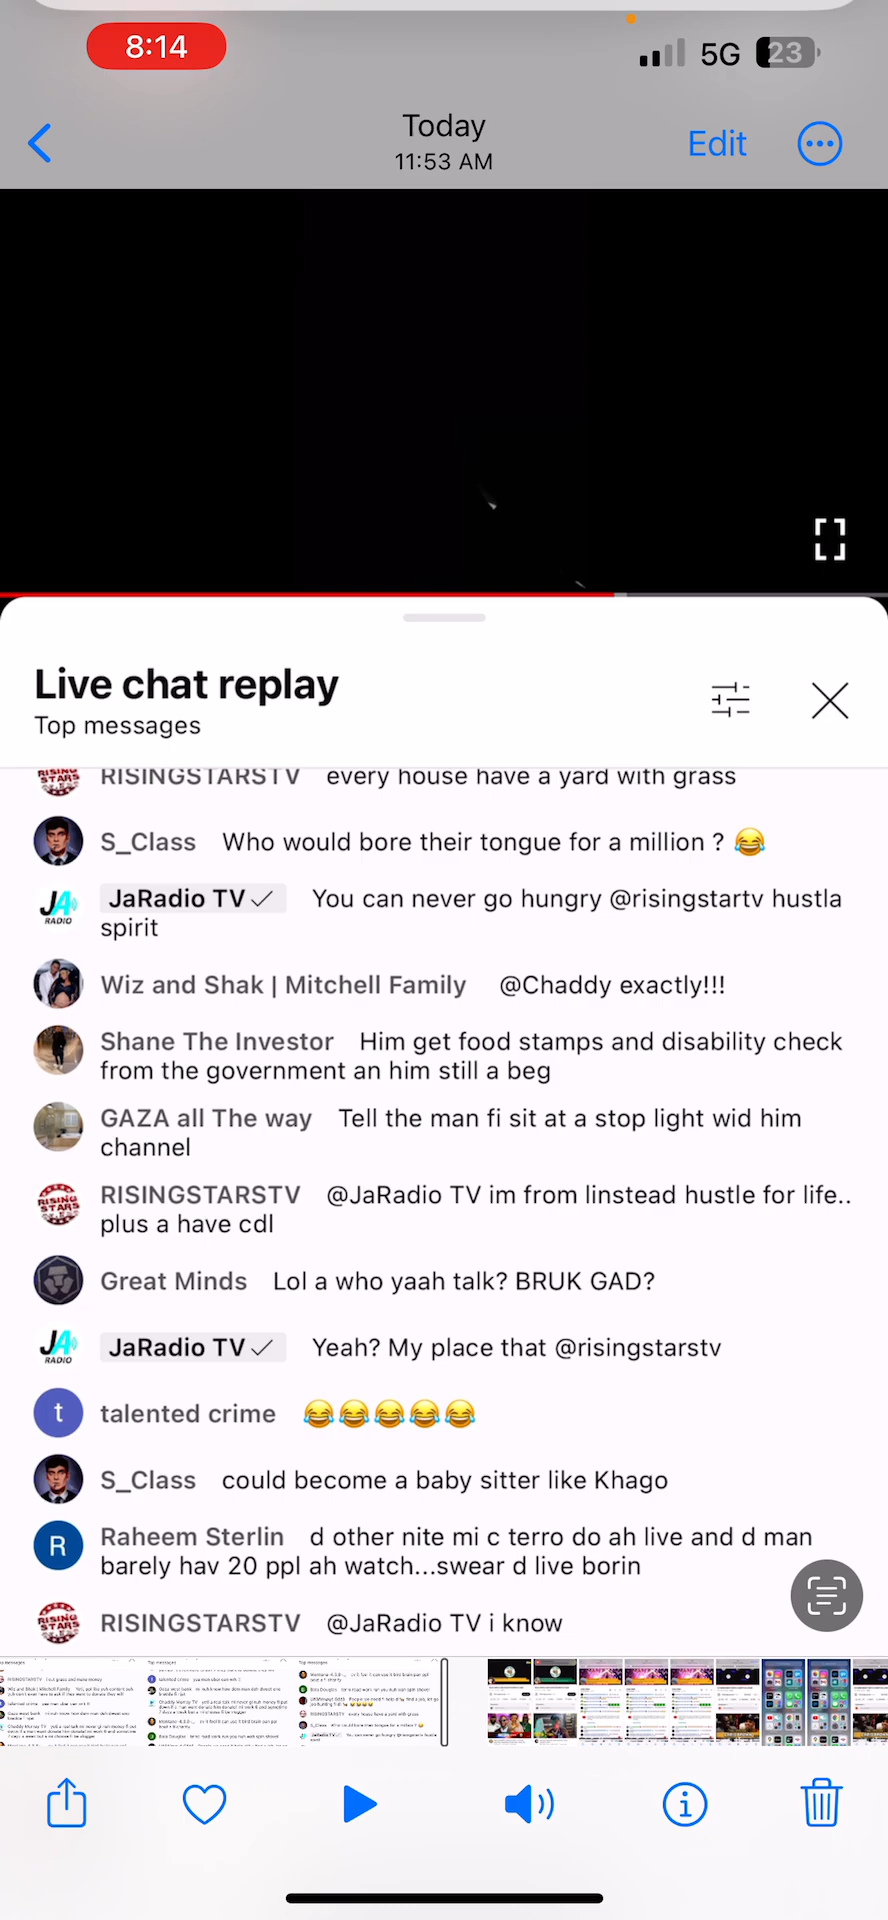 8:14
5G 23
Today
11:53 AM
Edit
Live chat replay
Top messages
RISINGSTARSTV every house have a yard with grass
S_Class Who would bore their tongue for a million ? 😂
JaRadio TV ✓ You can never go hungry @risingstartv hustla
spirit
Wiz and Shak | Mitchell Family @Chaddy exactly!!!
Shane The Investor Him get food stamps and disability check
from the government an him still a beg
GAZA all The way Tell the man fi sit at a stop light wid him
channel
RISINGSTARSTV @JaRadio TV im from linstead hustle for life..
plus a have cdl
Great Minds Lol a who yaah talk? BRUK GAD?
JaRadio TV ✓ Yeah? My place that @risingstarstv
t talented crime 😂😂😂😂😂
S_Class could become a baby sitter like Khago
R Raheem Sterlin d other nite mi c terro do ah live and d man
barely hav 20 ppl ah watch...swear d live borin
RISINGSTARSTV @JaRadio TV i know